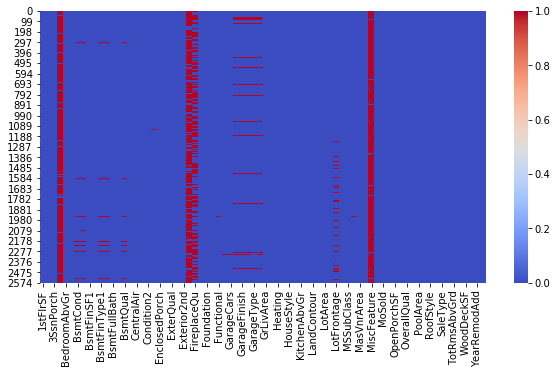 0
99
198
297
396
495
594
693
792
891
990
1089
1188
1287
1386
1485
1584
1683
1782
1881
1980
2079
2178
2277
2376
2475
2574
1stFlrSF
3SsnPorch
BedroomAbvGr
BsmtCond
BsmtFinSF1
BsmtFinType1
BsmtFullBath
BsmtQual
CentralAir
Condition2
EnclosedPorch
ExterQual
Exterior2nd
FireplaceQu
Foundation
Functional
GarageCars
GarageFinish
GarageType
GrLivArea
Heating
HouseStyle
KitchenAbvGr
LandContour
LotArea
LotFrontage
MSSubClass
MasVnrArea
MiscFeature
MoSold
OpenPorchSF
OverallQual
PoolArea
RoofStyle
SaleType
TotRmsAbvGrd
WoodDeckSF
YearRemodAdd
1.0
0.8
0.6
0.4
0.2
0.0